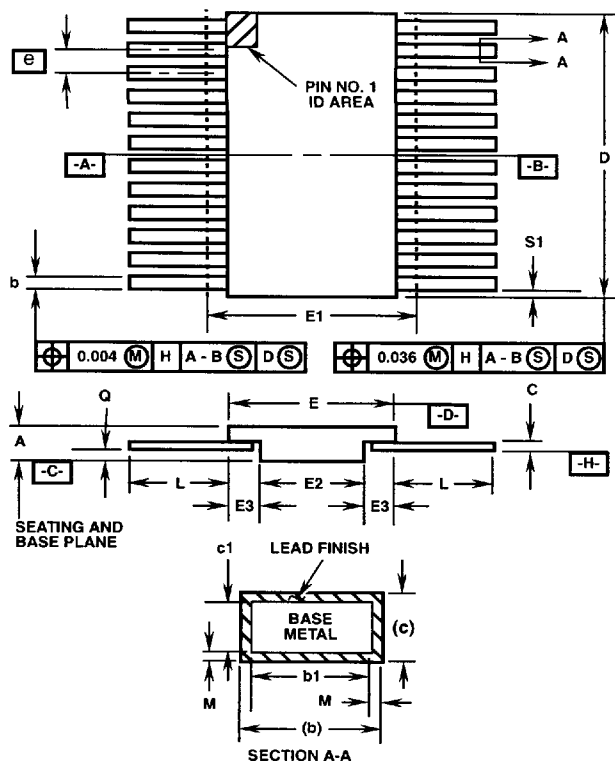 A
e
A
PIN NO. 1
ID AREA
-A-
-B-
D
S1
b
E1
0.004 M H A - B S D S
0.036 M H A - B S D S
Q
E
-D-
C
A
-C-
-H-
L
E2
L
E3
E3
SEATING AND
BASE PLANE
c1
LEAD FINISH
BASE
METAL
(c)
b1
M
M
(b)
SECTION A-A